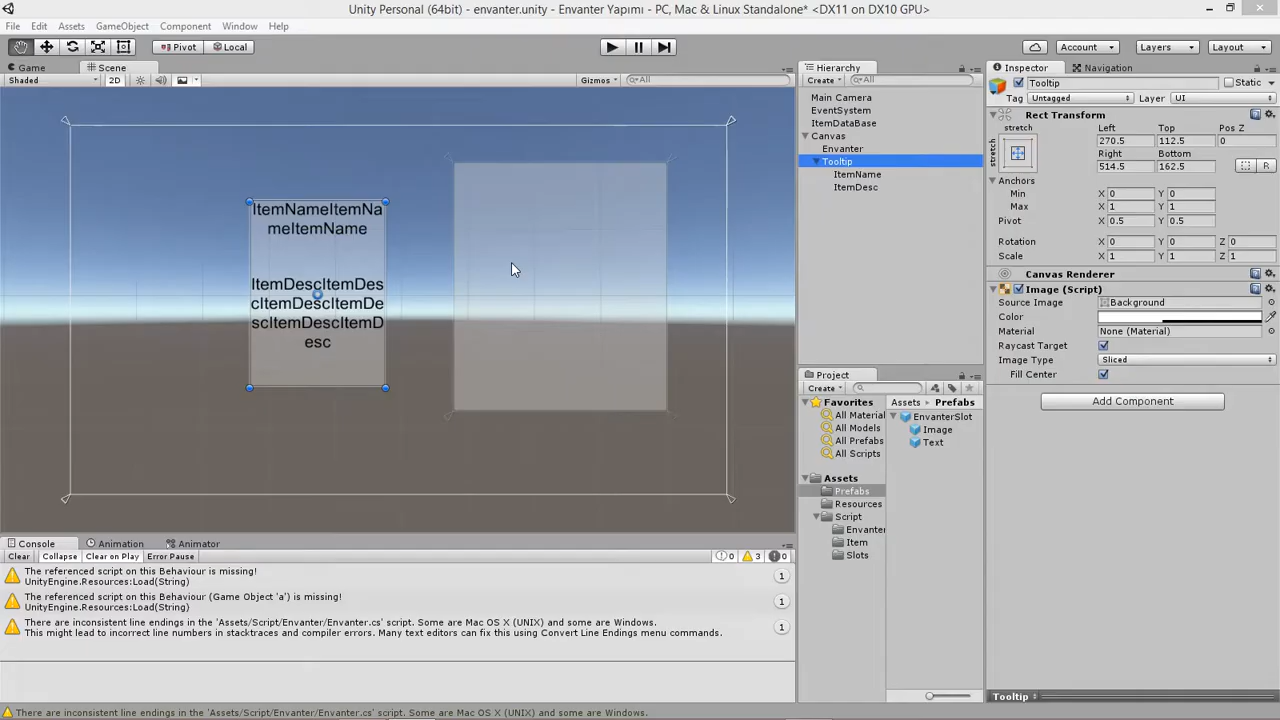 Unity Personal (64bit) - envanter.unity - Envanter Yapımı - PC, Mac & Linux Standalone* <DX11 on DX10 GPU>
File Edit Assets GameObject Component Window Help
Pivot Local Account Layers Layout
Game Scene
Shaded 2D Gizmos All
ItemNameItemNa
meItemName
ItemDescItemDes
cItemDescItemDe
scItemDescItemD
esc
Hierarchy
Create All
Main Camera
EventSystem
ItemDataBase
Canvas
Envanter
Tooltip
ItemName
ItemDesc
Inspector Navigation
Tooltip Static
Tag Untagged Layer UI
Rect Transform
stretch Left Top Pos Z
stretch 270.5 112.5 0
Right Bottom
514.5 162.5 R
Anchors
Min X 0 Y 0
Max X 1 Y 1
Pivot X 0.5 Y 0.5
Rotation X 0 Y 0 Z 0
Scale X 1 Y 1 Z 1
Canvas Renderer
Image (Script)
Source Image Background
Color
Material None (Material)
Raycast Target
Image Type Sliced
Fill Center
Add Component
Project
Create
Favorites
All Material
All Models
All Prefabs
All Scripts
Assets
Prefabs
Resources
Script
Envanter
Item
Slots
Assets Prefabs
EnvanterSlot
Image
Text
Console Animation Animator
Clear Collapse Clear on Play Error Pause 0 3 0
The referenced script on this Behaviour is missing!
UnityEngine.Resources:Load(String) 1
The referenced script on this Behaviour (Game Object 'a') is missing!
UnityEngine.Resources:Load(String) 1
There are inconsistent line endings in the 'Assets/Script/Envanter/Envanter.cs' script. Some are Mac OS X (UNIX) and some are Windows.
This might lead to incorrect line numbers in stacktraces and compiler errors. Many text editors can fix this using Convert Line Endings menu commands. 1
Tooltip
There are inconsistent line endings in the 'Assets/Script/Envanter/Envanter.cs' script. Some are Mac OS X (UNIX) and some are Windows.